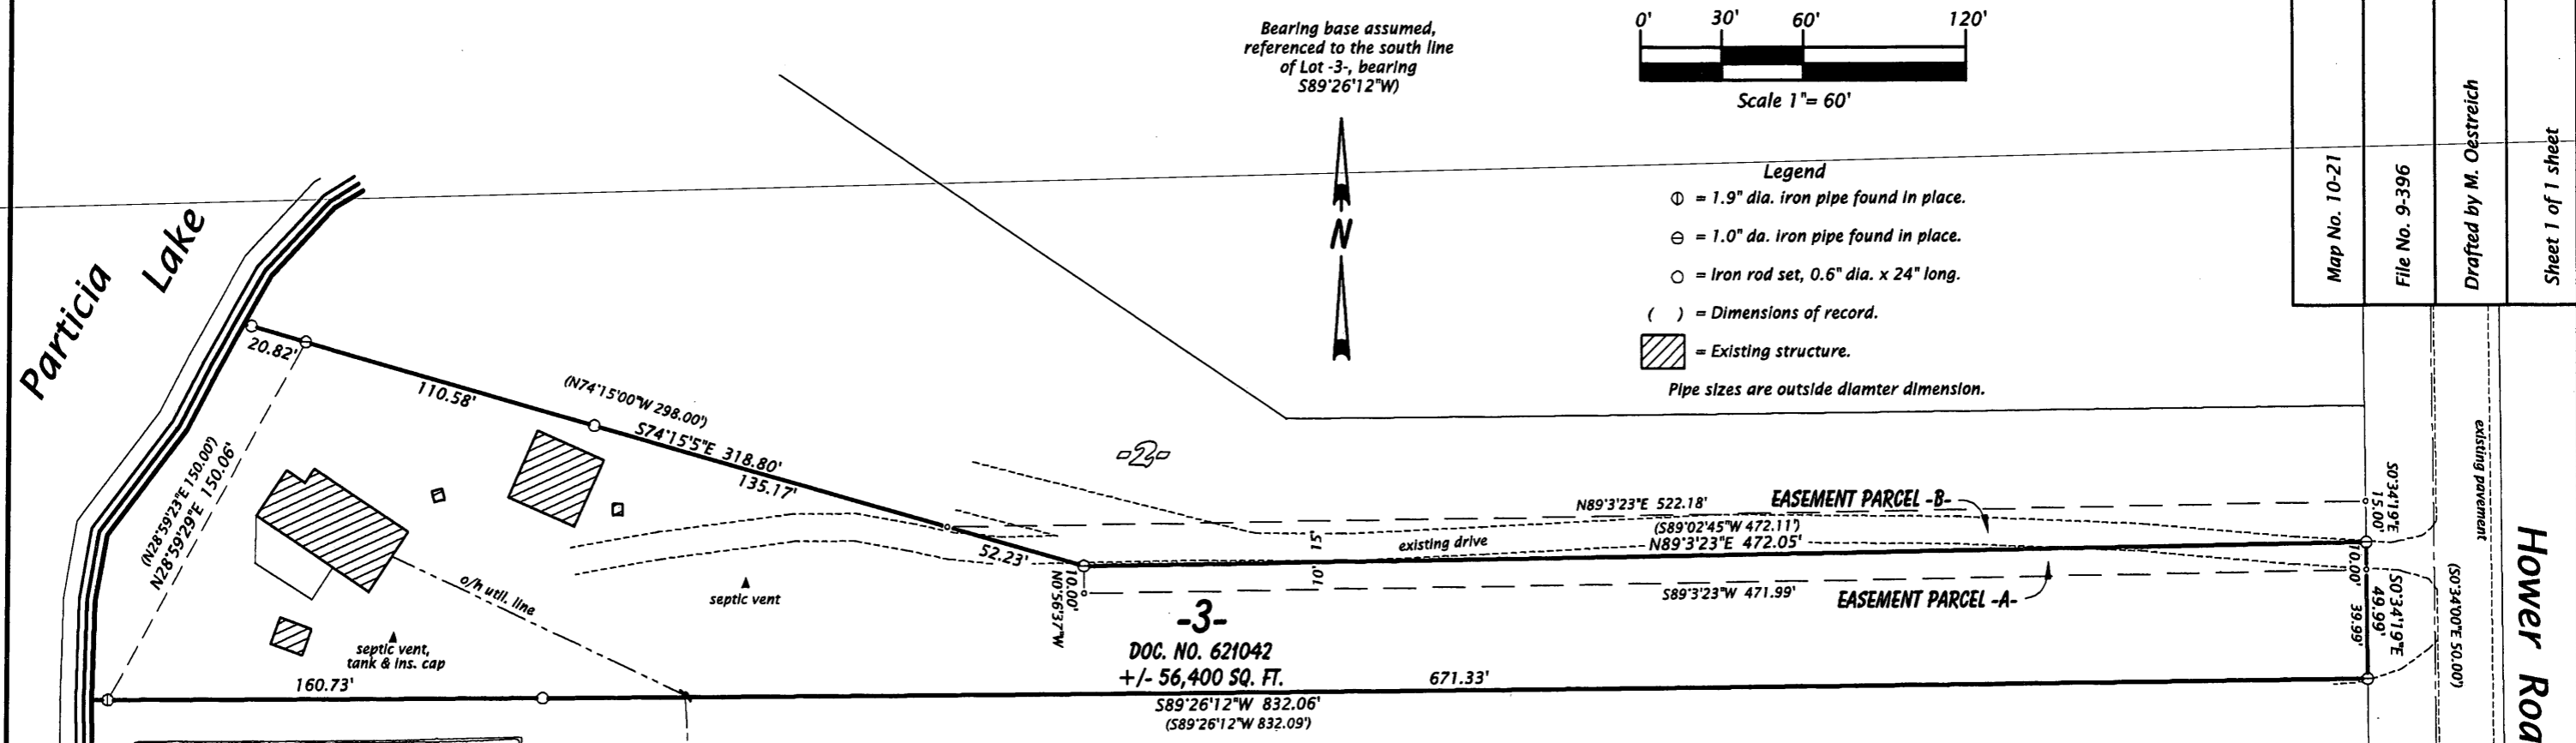 Bearing base assumed,
referenced to the south line
of Lot -3-, bearing
S89°26'12"W)
0' 30' 60' 120'
Scale 1"= 60'
N
Legend
= 1.9" dia. iron pipe found in place.
= 1.0" da. iron pipe found in place.
= Iron rod set, 0.6" dia. x 24" long.
( ) = Dimensions of record.
= Existing structure.
Pipe sizes are outside diamter dimension.
Map No. 10-21
File No. 9-396
Drafted by M. Oestreich
Sheet 1 of 1 sheet
Particia Lake
20.82'
110.58'
(N74°15'00"W 298.00')
S74°15'5"E 318.80'
135.17'
52.23'
(N28°59'23"E 150.00')
N28°59'29"E 150.06'
-2-
N89°3'23"E 522.18'
EASEMENT PARCEL -B-
(S89°02'45"W 472.11')
N89°3'23"E 472.05'
existing drive
15'
10'
S89°3'23"W 471.99'
EASEMENT PARCEL -A-
10.00'
N0°56'37"W
S0°34'19"E
15.00'
10.00'
S0°34'19"E
49.99'
39.99'
(S0°34'00"E 50.00')
existing pavement
Hower Roa
o/h util. line
septic vent
septic vent,
tank & ins. cap
-3-
DOC. NO. 621042
+/- 56,400 SQ. FT.
160.73'
671.33'
S89°26'12"W 832.06'
(S89°26'12"W 832.09')